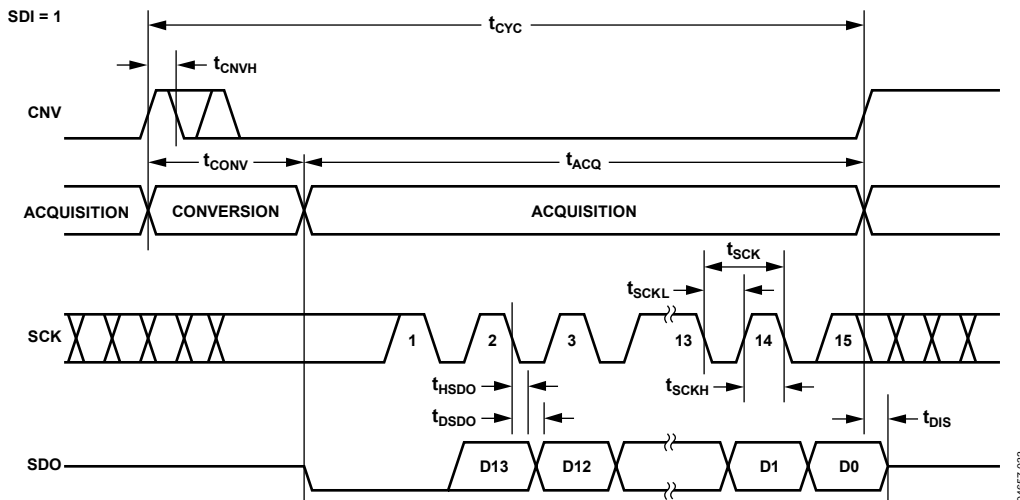 SDI = 1
tCYC
tCNVH
CNV
tCONV
tACQ
ACQUISITION
CONVERSION
ACQUISITION
tSCK
tSCKL
SCK
1
2
3
13
14
15
tHSDO
tSCKH
tDSDO
tDIS
SDO
D13
D12
D1
D0